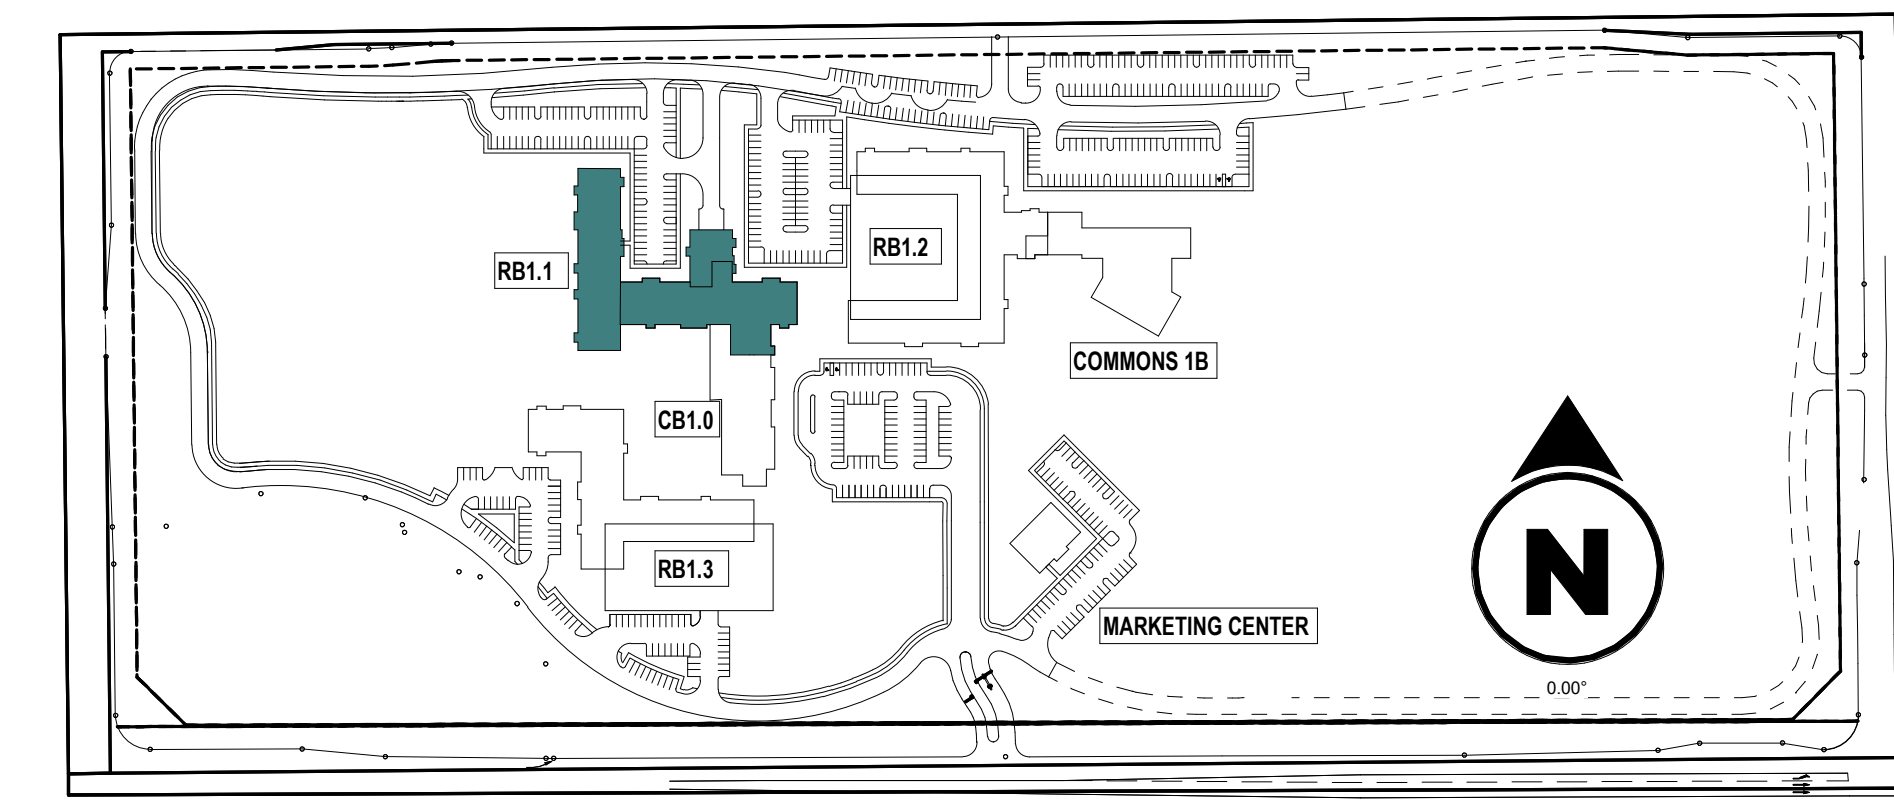 RB1.2
RB1.1
COMMONS 1B
CB1.0
N
RB1.3
MARKETING CENTER
0.00°